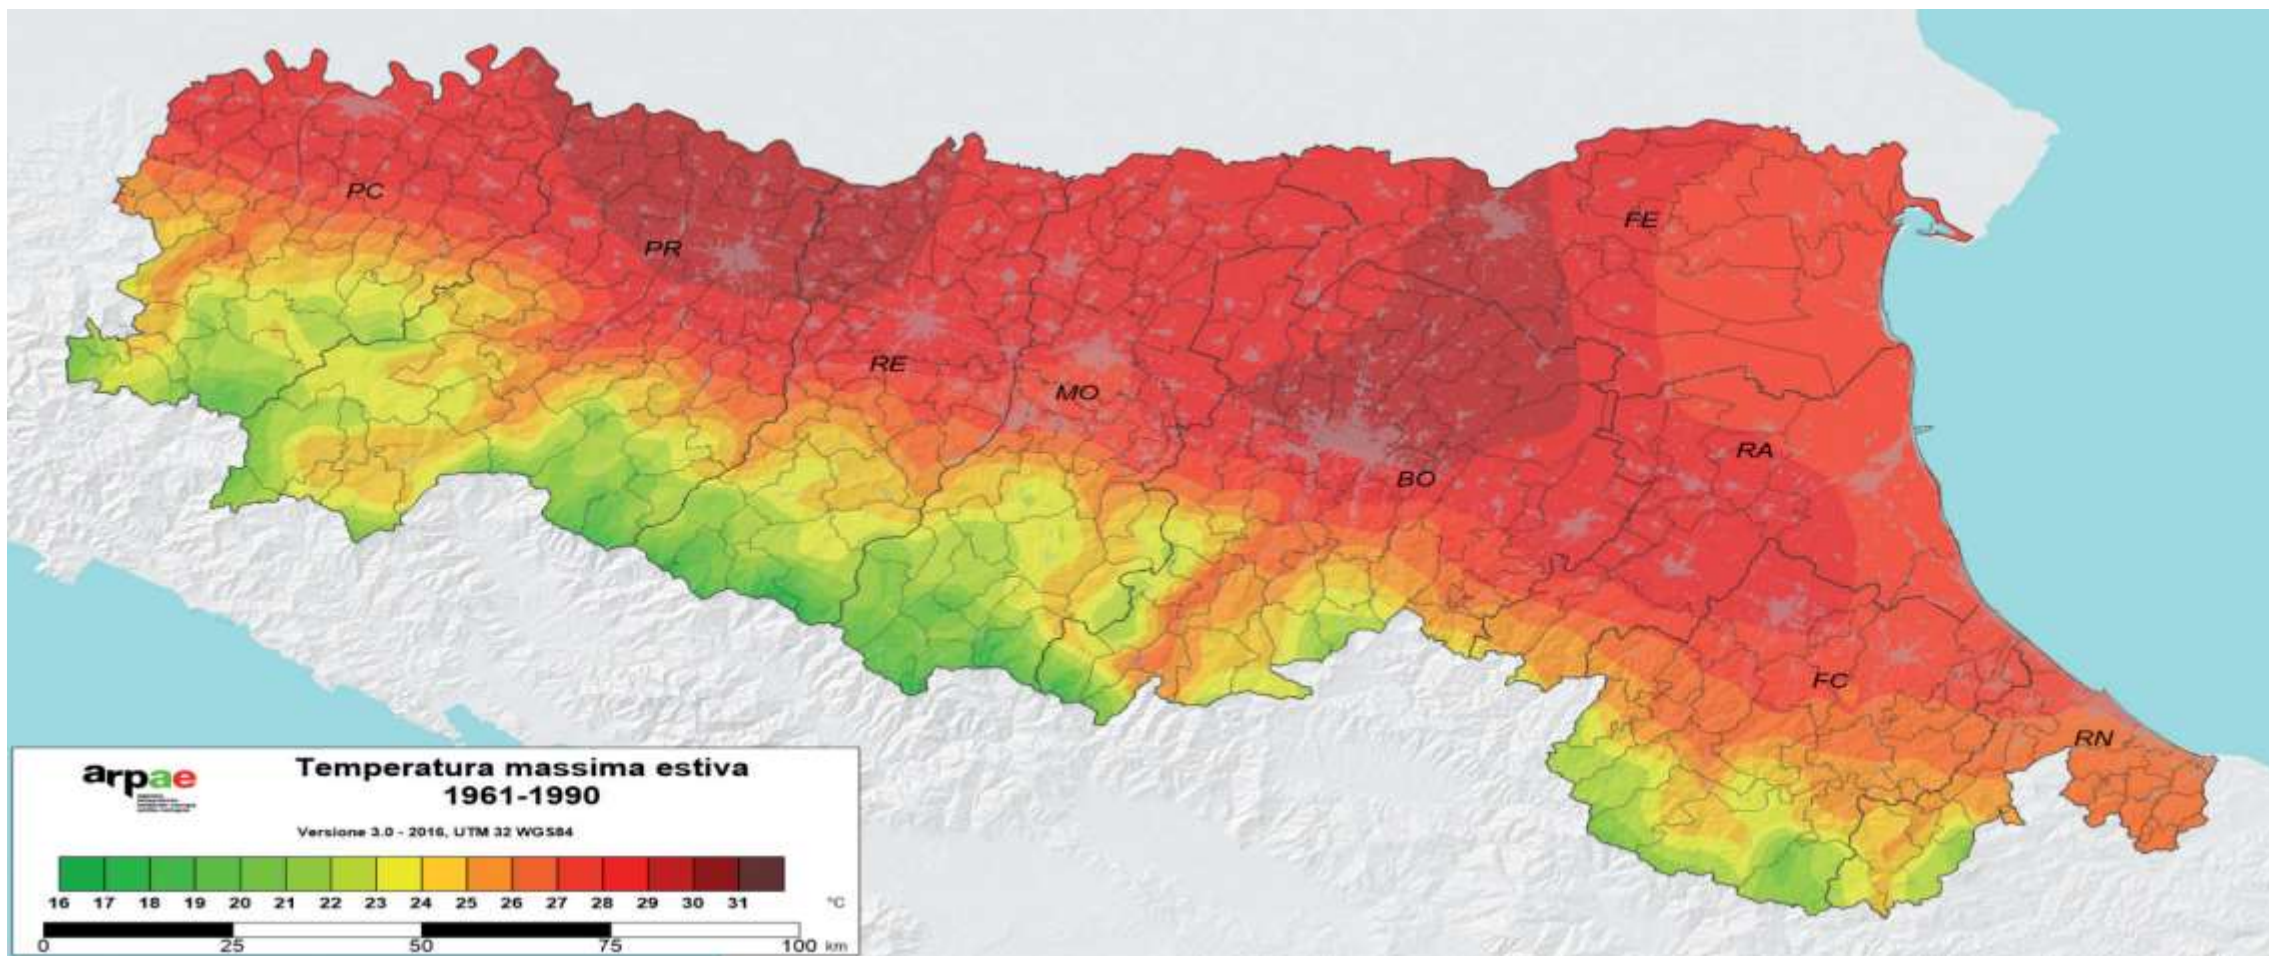 PC
PR
FE
RE
MO
RA
BO
FC
RN
arpae
Temperatura massima estiva
1961-1990
Versione 3.0 - 2016, UTM 32 WGS84
16 17 18 19 20 21 22 23 24 25 26 27 28 29 30 31 °C
0 25 50 75 100 km